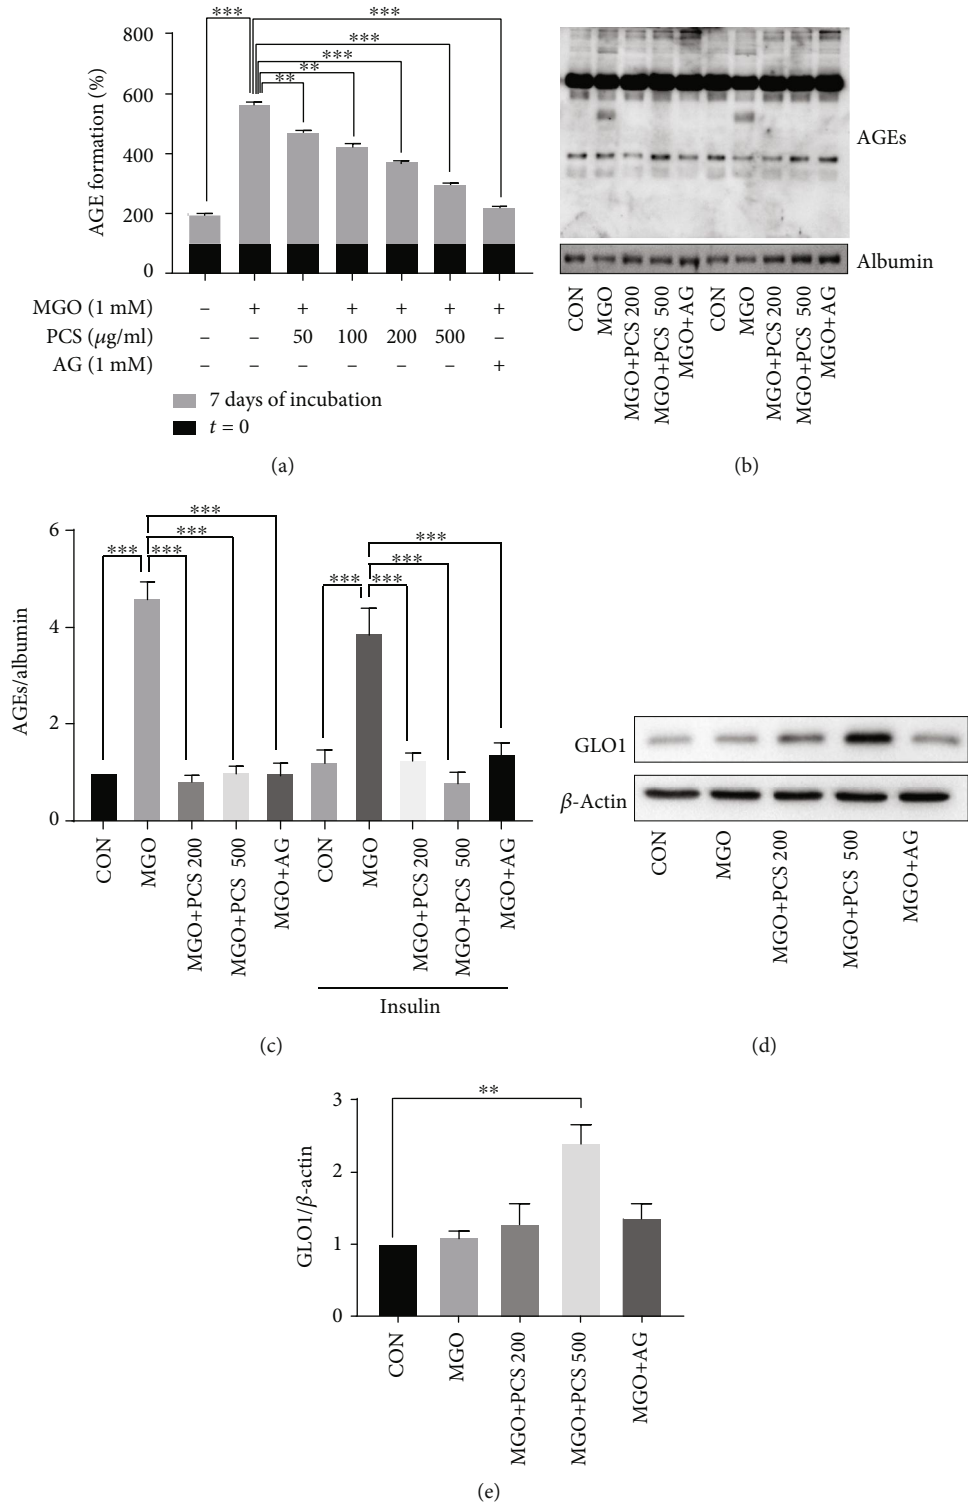 ***
***
***
***
**
**
800
600
400
200
0
AGE formation (%)
MGO (1 mM) – + + + + + +
PCS (μg/ml) – – 50 100 200 500 –
AG (1 mM) – – – – – – +
7 days of incubation
t = 0
(a)
AGEs
Albumin
CON
MGO
MGO+PCS 200
MGO+PCS 500
MGO+AG
CON
MGO
MGO+PCS 200
MGO+PCS 500
MGO+AG
(b)
***
***
*** ***
***
***
*** ***
6
4
2
0
AGEs/albumin
CON
MGO
MGO+PCS 200
MGO+PCS 500
MGO+AG
CON
MGO
MGO+PCS 200
MGO+PCS 500
MGO+AG
Insulin
(c)
GLO1
β-Actin
CON
MGO
MGO+PCS 200
MGO+PCS 500
MGO+AG
(d)
**
3
2
1
0
GLO1/β-actin
CON
MGO
MGO+PCS 200
MGO+PCS 500
MGO+AG
(e)